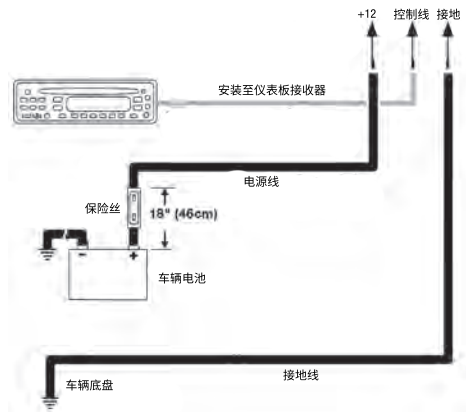 +12 控制线 接地
安装至仪表板接收器
电源线
保险丝
18" (46cm)
- +
车辆电池
接地线
车辆底盘